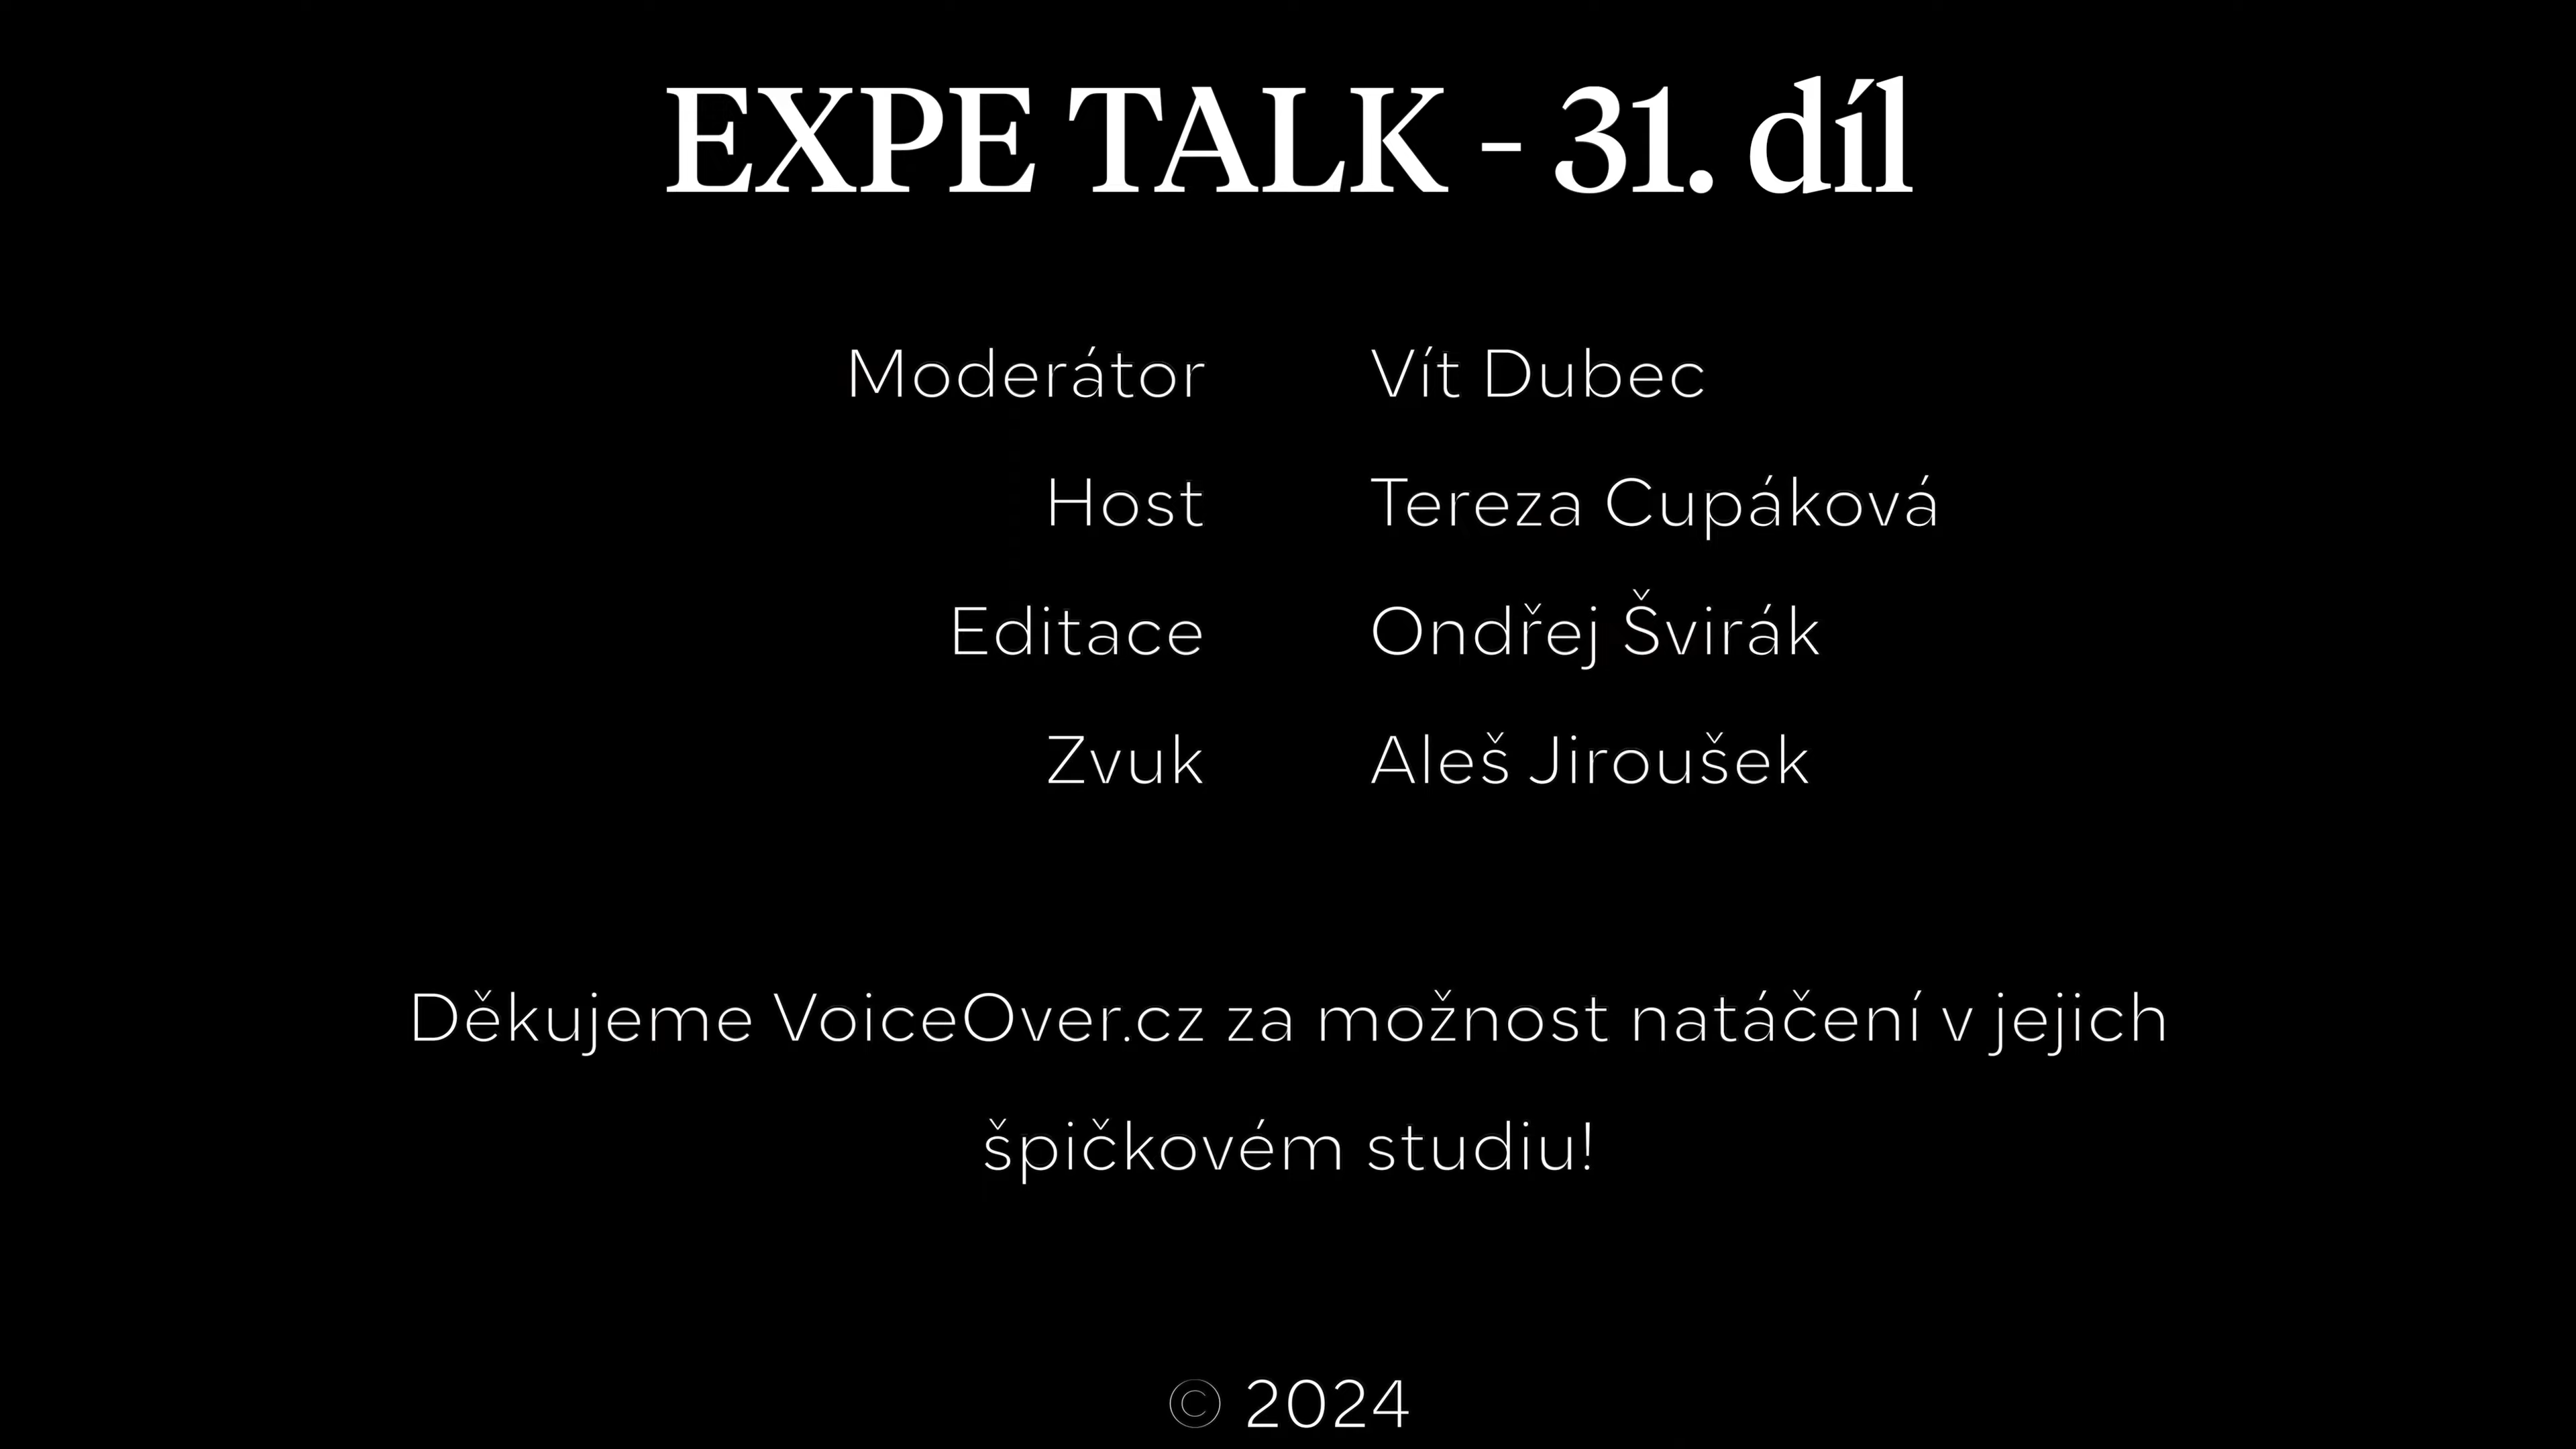 EXPE TALK - 31. díl
Moderátor Vít Dubec
Host Tereza Cupáková
Editace Ondřej Švirák
Zvuk Aleš Jiroušek
Děkujeme VoiceOver.cz za možnost natáčení v jejich
špičkovém studiu!
© 2024